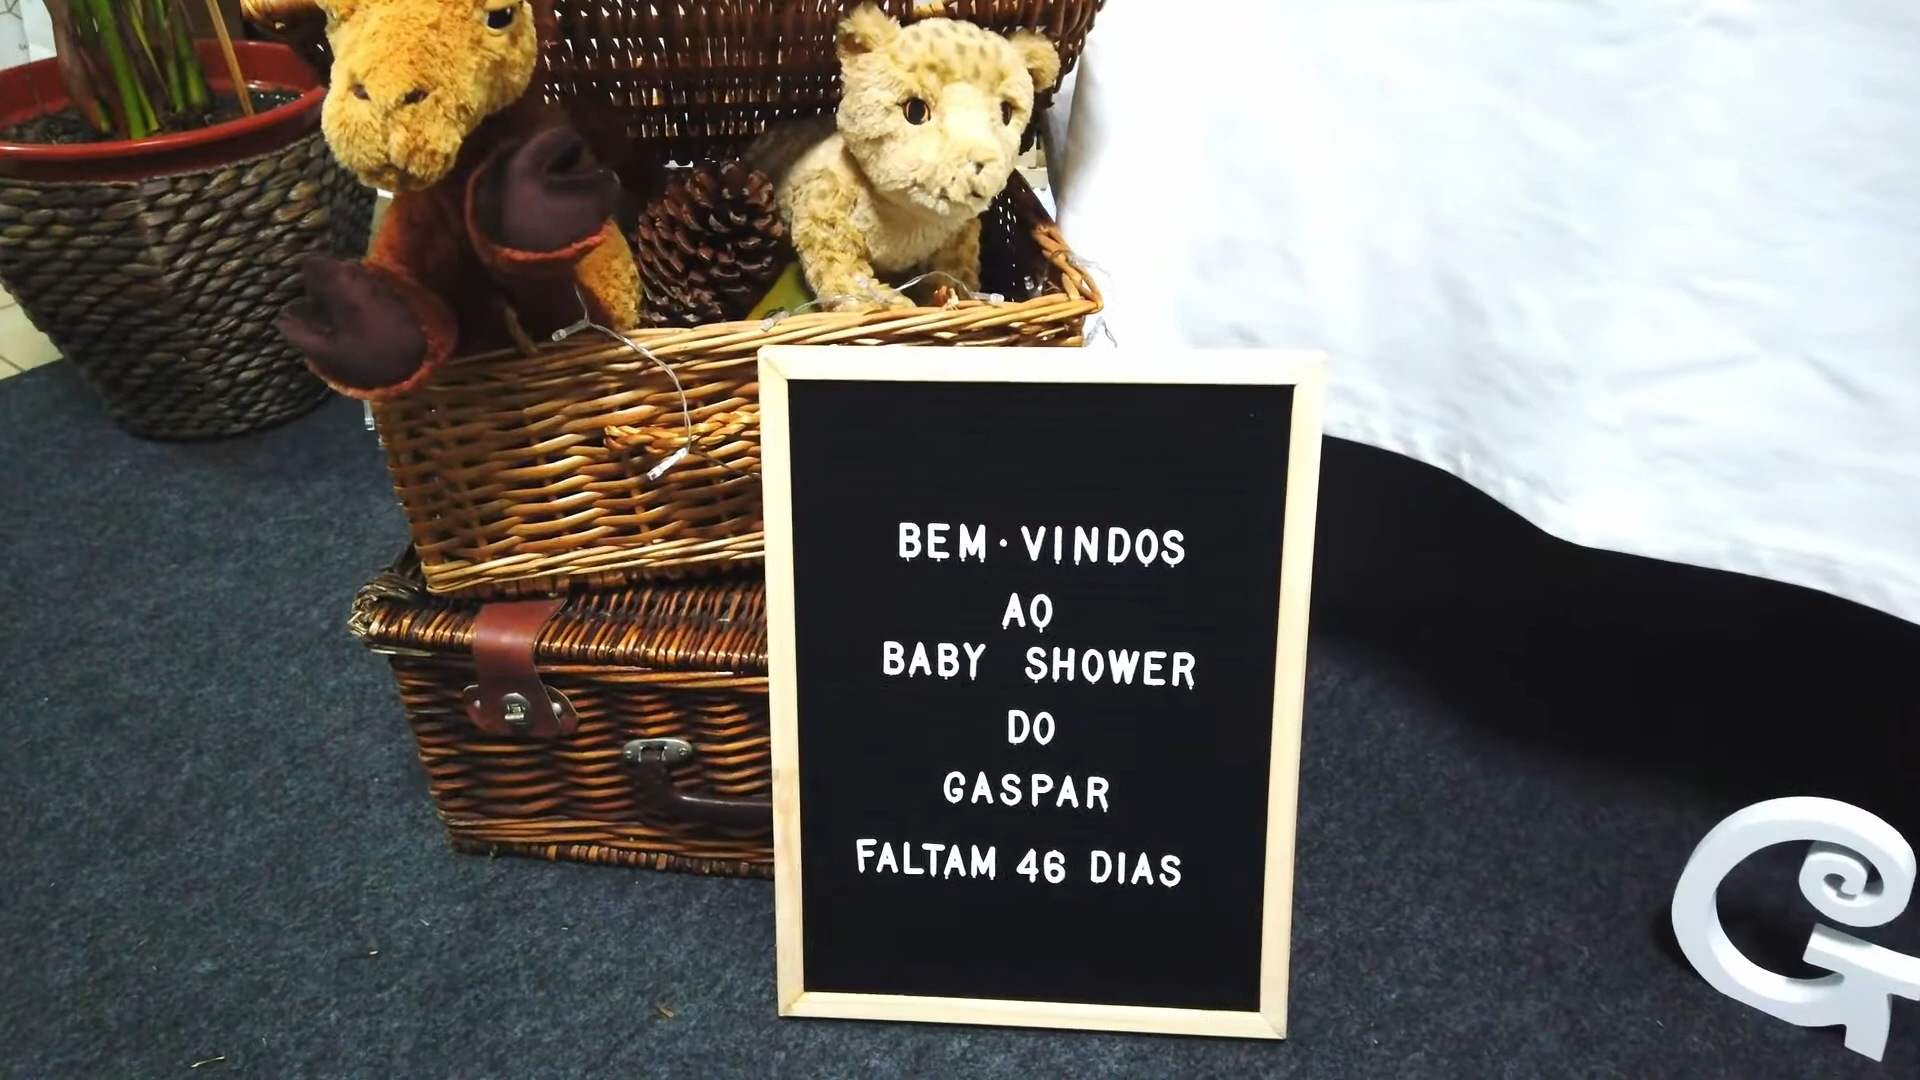 BEM·VINDOS
AO
BABY SHOWER
DO
GASPAR
FALTAM 46 DIAS
G